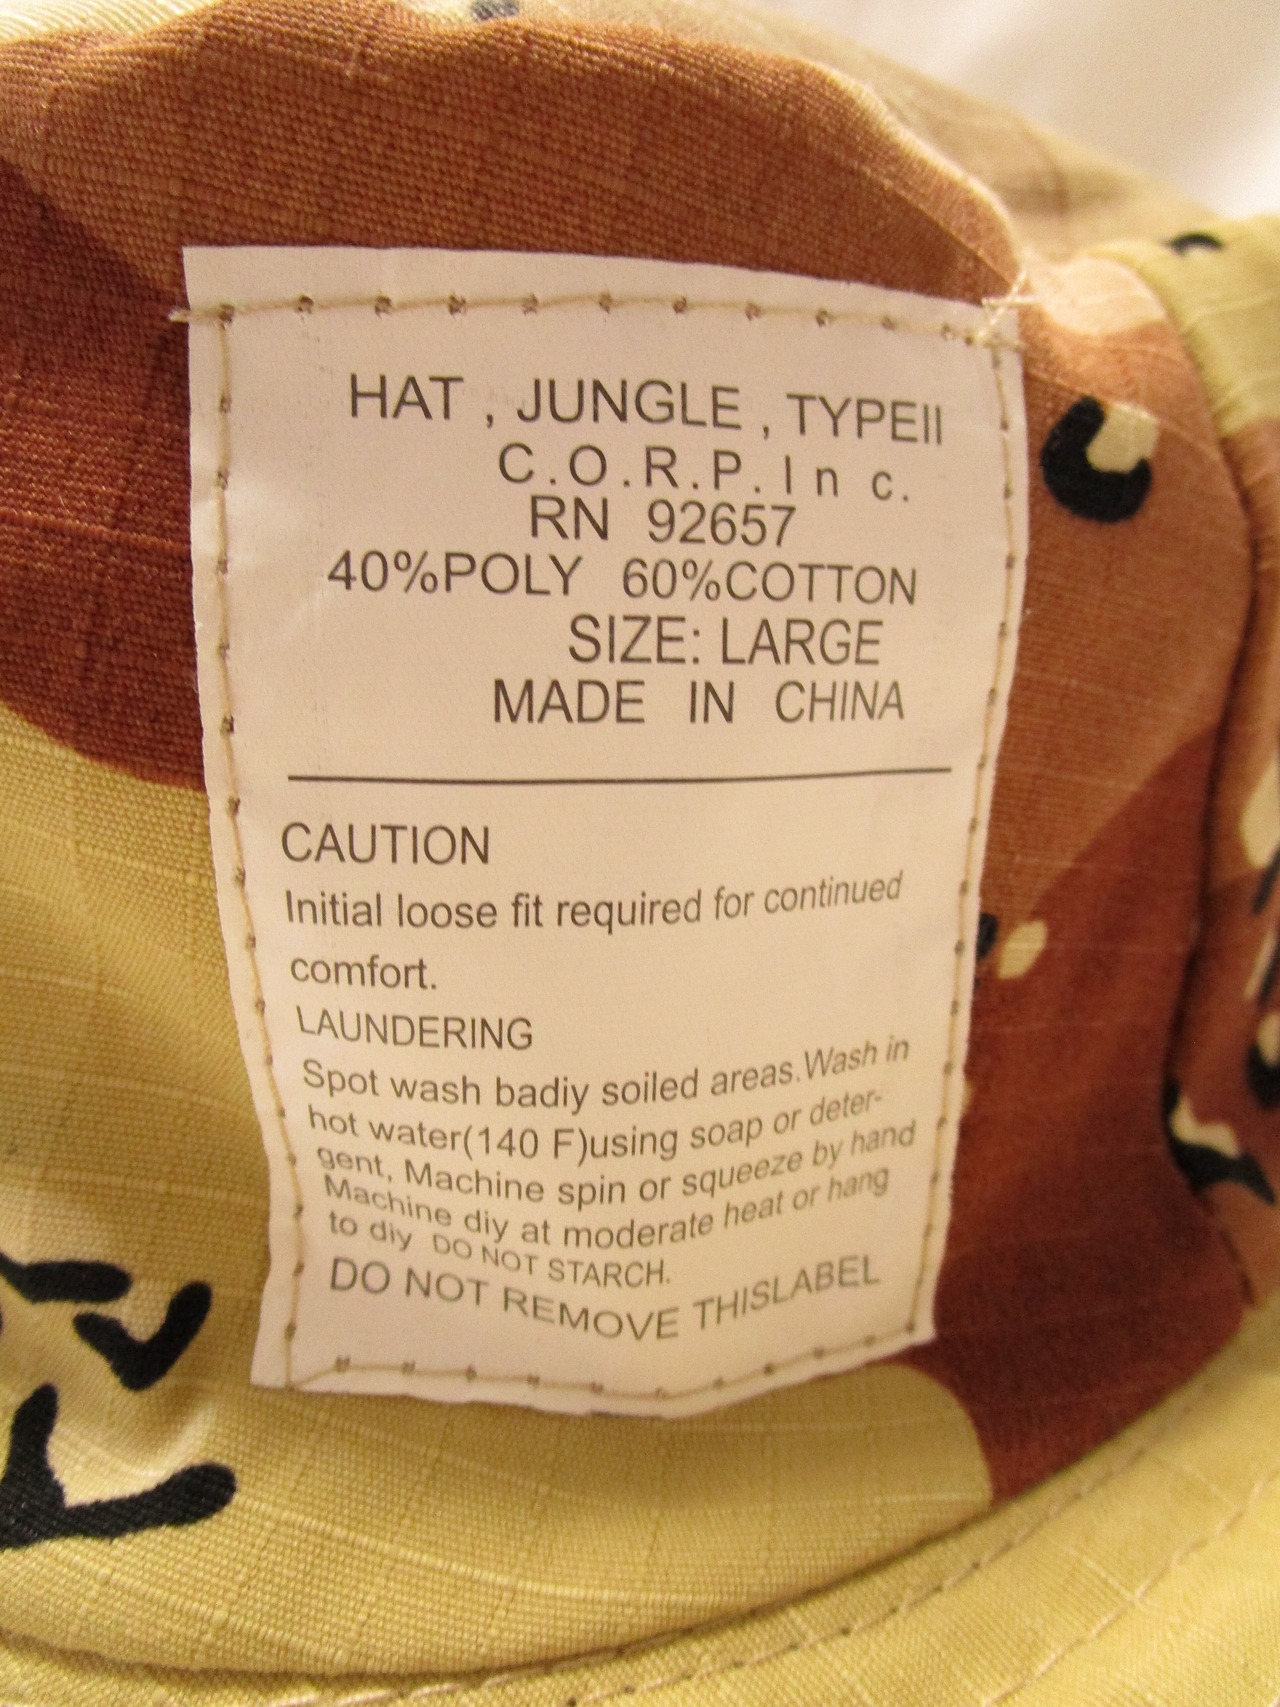 HAT , JUNGLE , TYPEII
C.O.R.P.Inc.
RN 92657
40%POLY 60%COTTON
SIZE: LARGE
MADE IN CHINA
CAUTION
Initial loose fit required for continued
comfort.
LAUNDERING
Spot wash badiy soiled areas.Wash in
hot water(140 F)using soap or deter-
gent, Machine spin or squeeze by hand
Machine diy at moderate heat or hang
to diy DO NOT STARCH.
DO NOT REMOVE THISLABEL